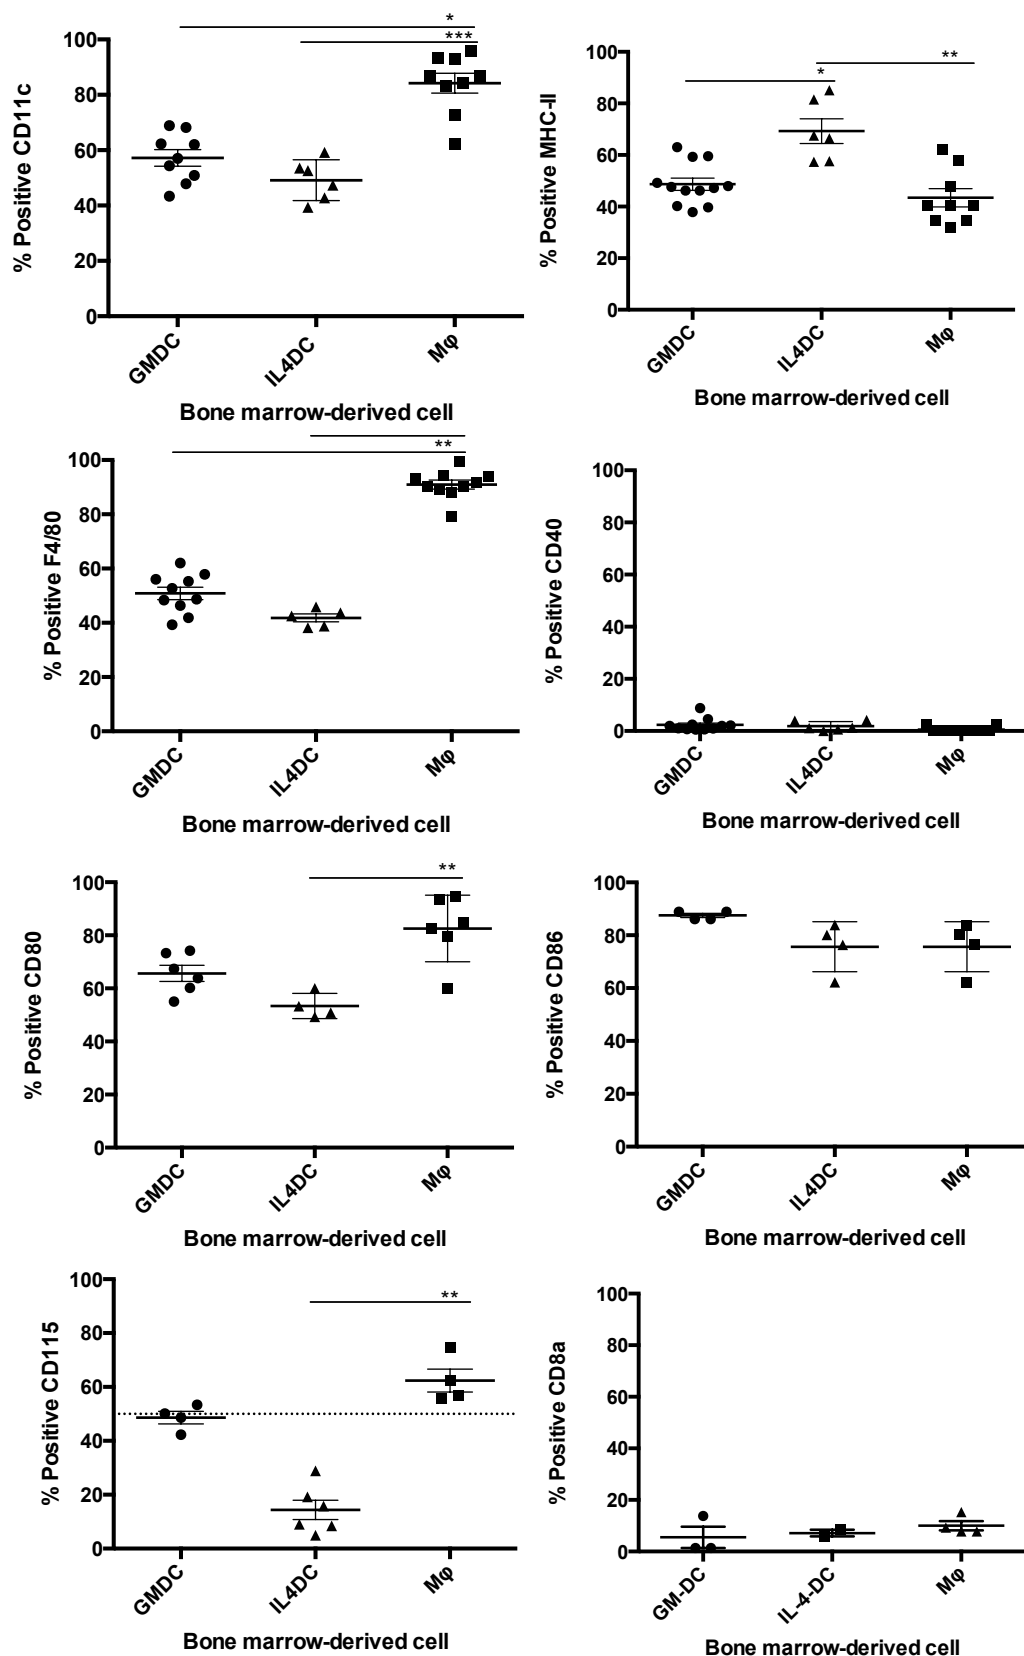 *
***
100
80
60
40
20
0
% Positive CD11c
GMDC
IL4DC
Mφ
Bone marrow-derived cell
**
*
100
80
60
40
20
0
% Positive MHC-II
GMDC
IL4DC
Mφ
Bone marrow-derived cell
**
100
80
60
40
20
0
% Positive F4/80
GMDC
IL4DC
Mφ
Bone marrow-derived cell
100
80
60
40
20
0
% Positive CD40
GMDC
IL4DC
Mφ
Bone marrow-derived cell
**
100
80
60
40
20
0
% Positive CD80
GMDC
IL4DC
Mφ
Bone marrow-derived cell
100
80
60
40
20
0
% Positive CD86
GMDC
IL4DC
Mφ
Bone marrow-derived cell
**
100
80
60
40
20
0
% Positive CD115
GMDC
IL4DC
Mφ
Bone marrow-derived cell
100
80
60
40
20
0
% Positive CD8a
GM-DC
IL-4-DC
Mφ
Bone marrow-derived cell